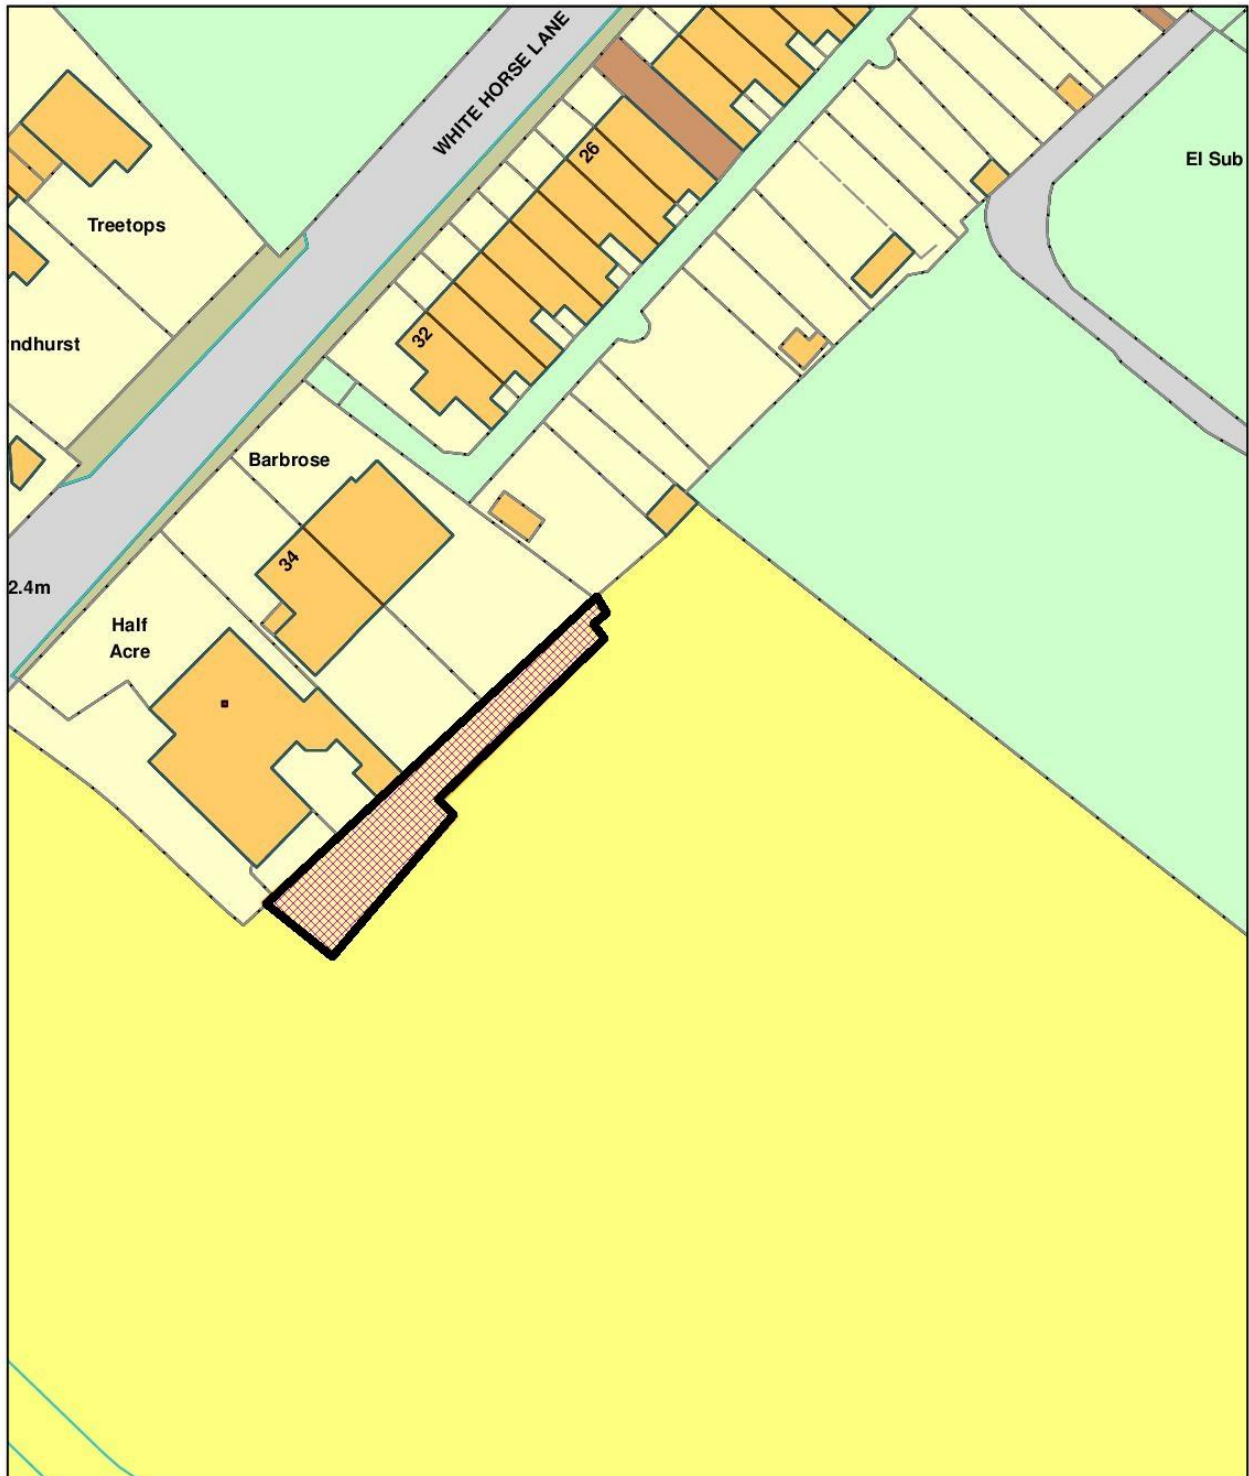 WHITE HORSE LANE
26
El Sub
Treetops
ndhurst
32
Barbrose
34
2.4m
Half
Acre